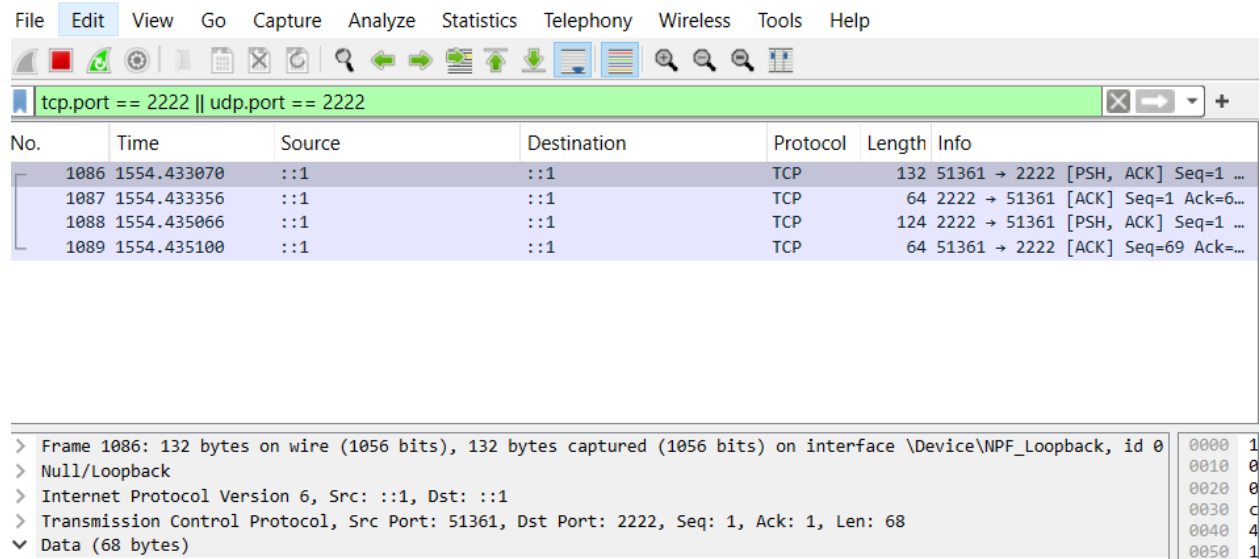 File Edit View Go Capture Analyze Statistics Telephony Wireless Tools Help
tcp.port == 2222 || udp.port == 2222
No. Time Source Destination Protocol Length Info
1086 1554.433070 ::1 ::1 TCP 132 51361 → 2222 [PSH, ACK] Seq=1 …
1087 1554.433356 ::1 ::1 TCP 64 2222 → 51361 [ACK] Seq=1 Ack=6…
1088 1554.435066 ::1 ::1 TCP 124 2222 → 51361 [PSH, ACK] Seq=1 …
1089 1554.435100 ::1 ::1 TCP 64 51361 → 2222 [ACK] Seq=69 Ack=…
Frame 1086: 132 bytes on wire (1056 bits), 132 bytes captured (1056 bits) on interface \Device\NPF_Loopback, id 0 0000 1
Null/Loopback 0010 0
Internet Protocol Version 6, Src: ::1, Dst: ::1 0020 0
Transmission Control Protocol, Src Port: 51361, Dst Port: 2222, Seq: 1, Ack: 1, Len: 68 0030 c
Data (68 bytes) 0040 4
0050 1